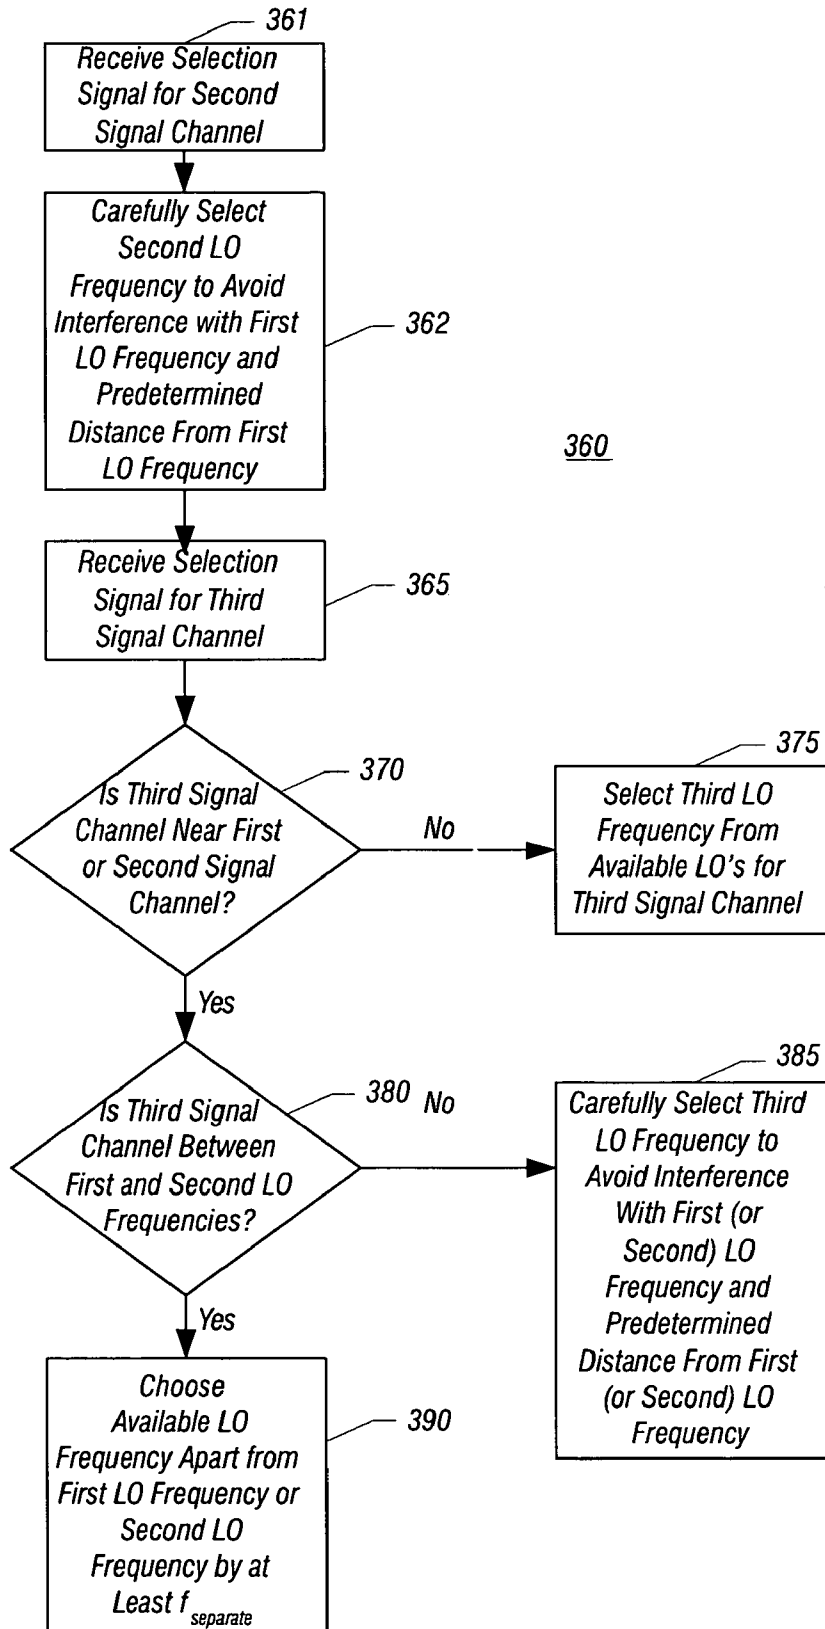 361
Receive Selection
Signal for Second
Signal Channel
Carefully Select
Second LO
Frequency to Avoid
Interference with First
LO Frequency and
Predetermined
Distance From First
LO Frequency
362
360
Receive Selection
Signal for Third
Signal Channel
365
370
Is Third Signal
Channel Near First
or Second Signal
Channel?
No
375
Select Third LO
Frequency From
Available LO's for
Third Signal Channel
Yes
380
Is Third Signal
Channel Between
First and Second LO
Frequencies?
No
385
Carefully Select Third
LO Frequency to
Avoid Interference
With First (or
Second) LO
Frequency and
Predetermined
Distance From First
(or Second) LO
Frequency
Yes
Choose
Available LO
Frequency Apart from
First LO Frequency or
Second LO
Frequency by at
Least f separate
390